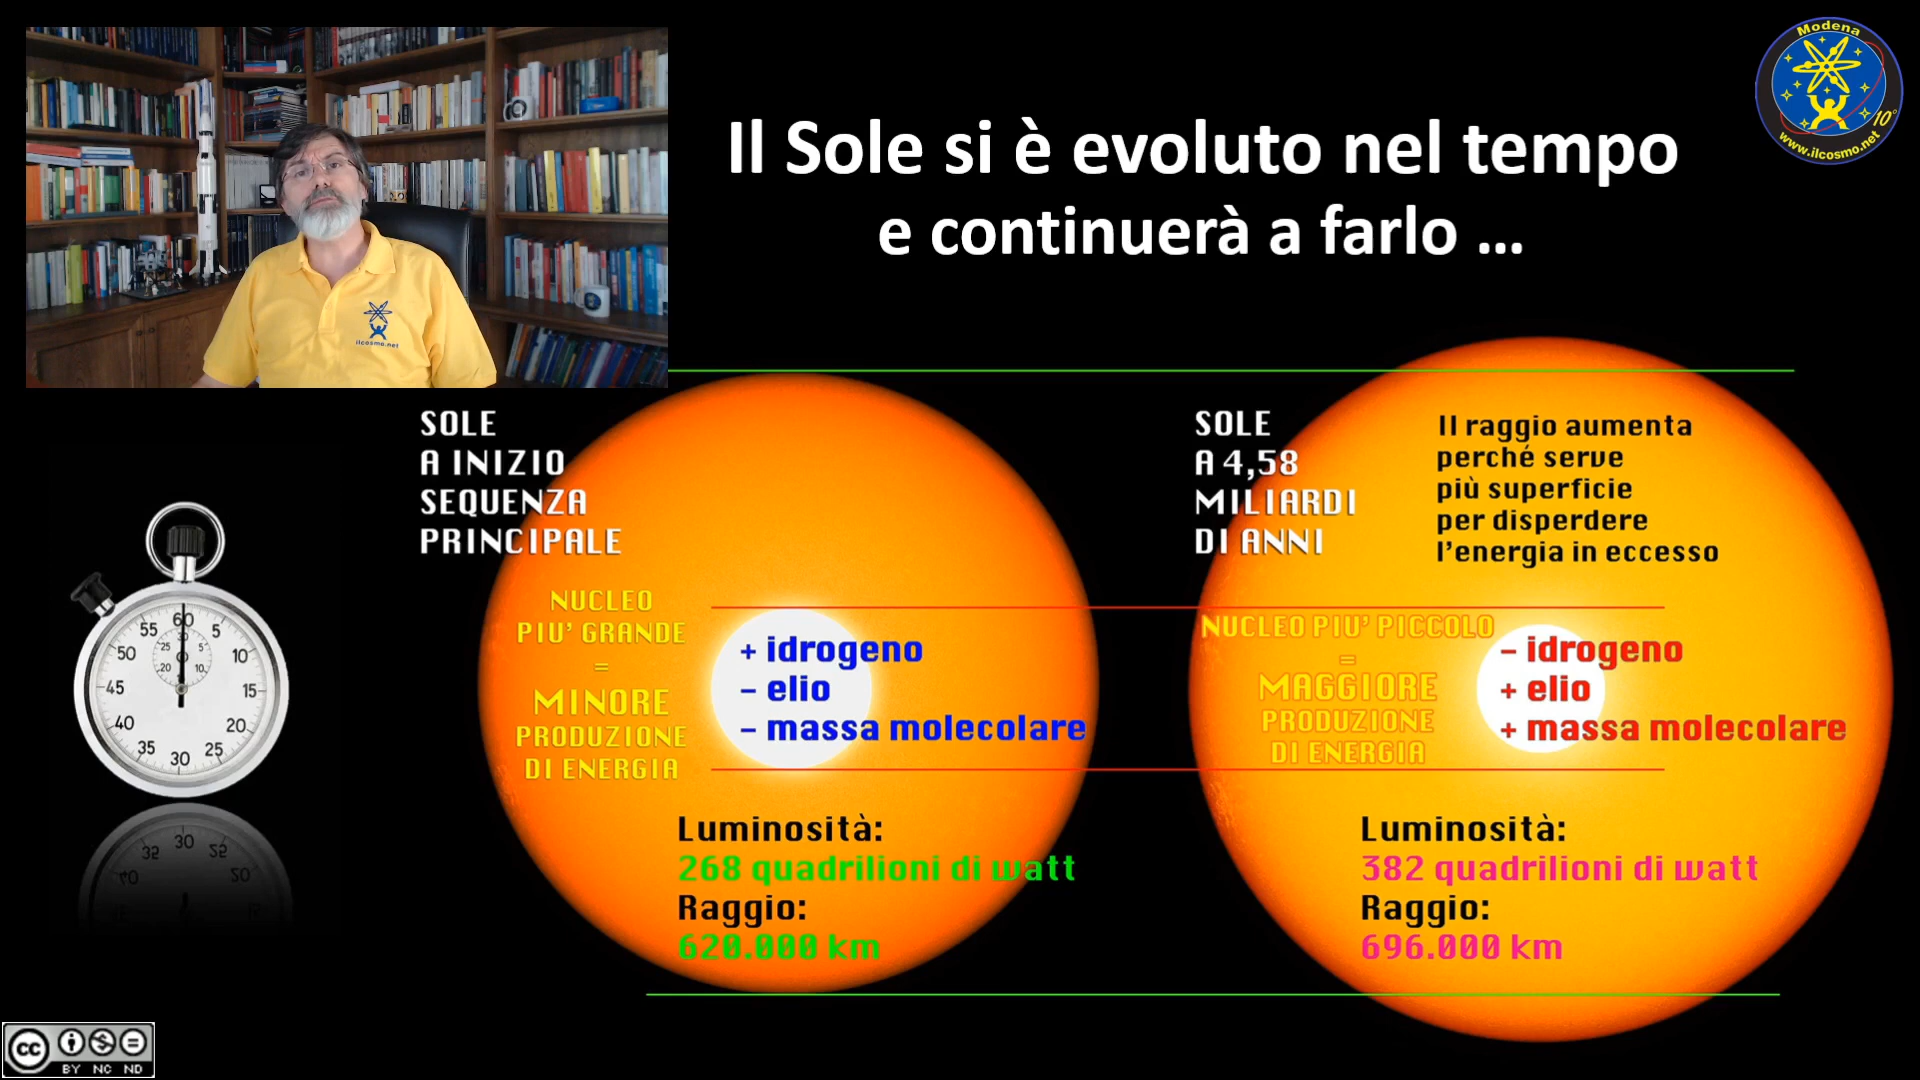 Il Sole si è evoluto nel tempo
e continuerà a farlo ...
Modena
10°
www.ilcosmo.net
ilcosmo.net
SOLE
A INIZIO
SEQUENZA
PRINCIPALE
NUCLEO
PIU' GRANDE
=
MINORE
PRODUZIONE
DI ENERGIA
+ idrogeno
– elio
– massa molecolare
Luminosità:
268 quadrilioni di watt
Raggio:
620.000 km
SOLE
A 4,58
MILIARDI
DI ANNI
Il raggio aumenta
perché serve
più superficie
per disperdere
l'energia in eccesso
NUCLEO PIU' PICCOLO
=
MAGGIORE
PRODUZIONE
DI ENERGIA
– idrogeno
+ elio
+ massa molecolare
Luminosità:
382 quadrilioni di watt
Raggio:
696.000 km
60
55 5
50 10
45 15
40 20
35 25
30
cc
BY NC ND